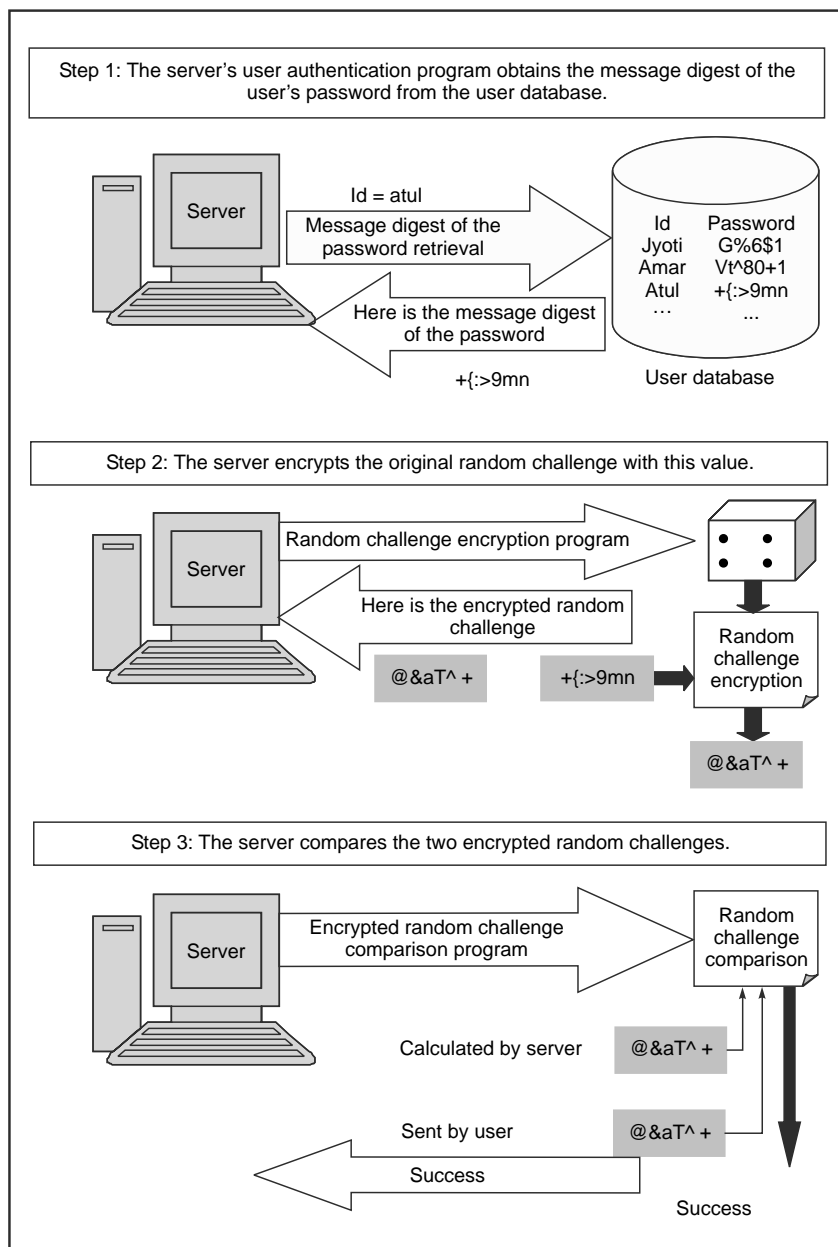 Step 1: The server’s user authentication program obtains the message digest of the
user’s password from the user database.
Server
Id = atul
Message digest of the
password retrieval
Here is the message digest
of the password
+{:>9mn
Id Password
Jyoti G%6$1
Amar Vt^80+1
Atul +{:>9mn
... ...
User database
Step 2: The server encrypts the original random challenge with this value.
Server
Random challenge encryption program
Here is the encrypted random
challenge
@&aT^ +
+{:>9mn
Random
challenge
encryption
@&aT^ +
Step 3: The server compares the two encrypted random challenges.
Server
Encrypted random challenge
comparison program
Random
challenge
comparison
Calculated by server
@&aT^ +
Sent by user
@&aT^ +
Success
Success